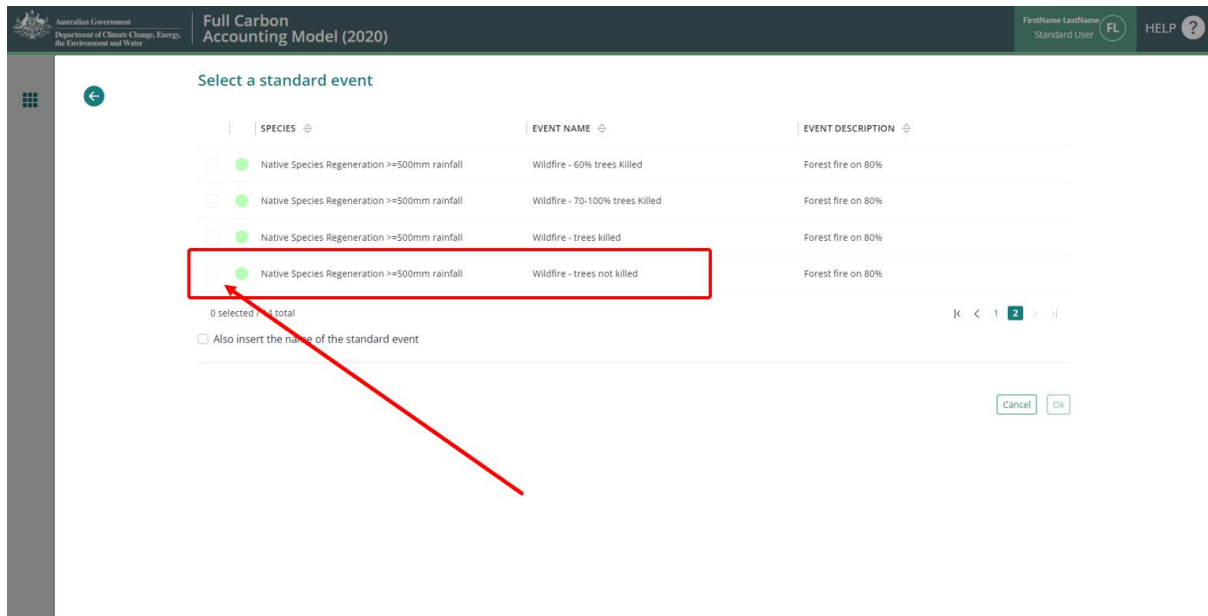 Australian Government
Department of Climate Change, Energy,
the Environment and Water
Full Carbon
Accounting Model (2020)
FirstName LastName
Standard User
FL
HELP ?
Select a standard event
SPECIES EVENT NAME EVENT DESCRIPTION
Native Species Regeneration >=500mm rainfall Wildfire - 60% trees Killed Forest fire on 80%
Native Species Regeneration >=500mm rainfall Wildfire - 70-100% trees Killed Forest fire on 80%
Native Species Regeneration >=500mm rainfall Wildfire - trees killed Forest fire on 80%
Native Species Regeneration >=500mm rainfall Wildfire - trees not killed Forest fire on 80%
0 selected / 14 total 1 2
Also insert the name of the standard event
Cancel Ok